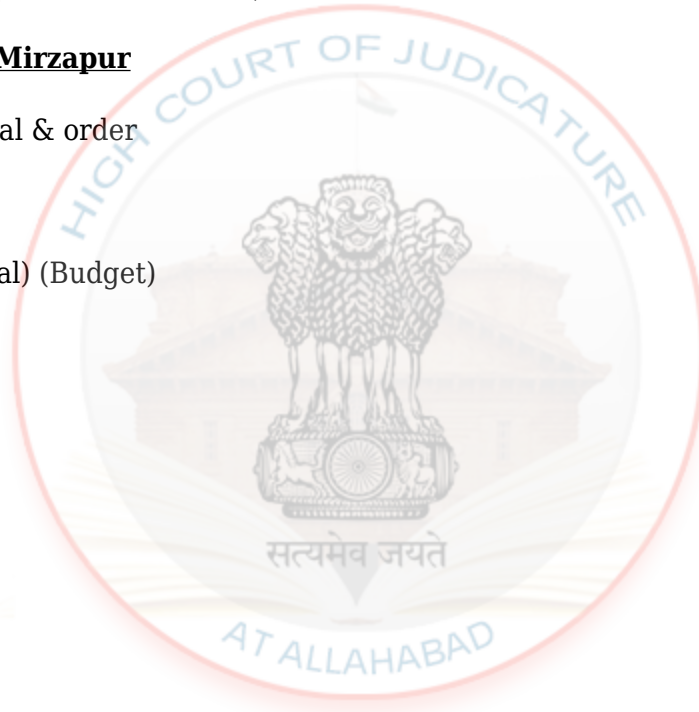 Mirzapur
al & order
al) (Budget)
HIGH COURT OF JUDICATURE
सत्यमेव जयते
AT ALLAHABAD